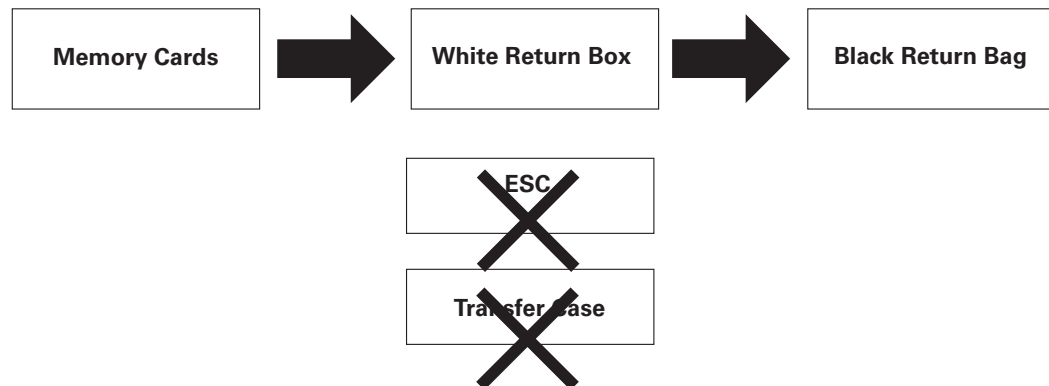 Memory Cards
White Return Box
Black Return Bag
ESC
Transfer Case